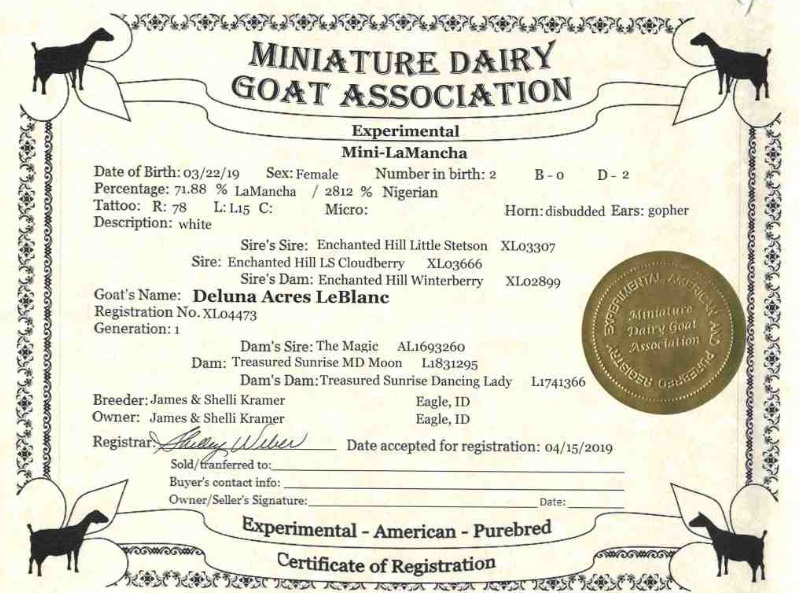 MINIATURE DAIRY
GOAT ASSOCIATION
Experimental
Mini-LaMancha
Date of Birth: 03/22/19 Sex: Female Number in birth: 2 B - 0 D - 2
Percentage: 71.88 % LaMancha / 2812 % Nigerian
Tattoo: R: 78 L: L15 C: Micro: Horn: disbudded Ears: gopher
Description: white
Sire's Sire: Enchanted Hill Little Stetson XL03307
Sire: Enchanted Hill LS Cloudberry XL03666
Sire's Dam: Enchanted Hill Winterberry XL02899
Goat's Name: Deluna Acres LeBlanc
Registration No. XL04473
Generation: 1
Dam's Sire: The Magic AL1693260
Dam: Treasured Sunrise MD Moon L1831295
Dam's Dam: Treasured Sunrise Dancing Lady L1741366
Breeder: James & Shelli Kramer Eagle, ID
Owner: James & Shelli Kramer Eagle, ID
Registrar: Date accepted for registration: 04/15/2019
Sold/tranferred to:
Buyer's contact info:
Owner/Seller's Signature: Date:
Experimental - American - Purebred
Certificate of Registration
EXPERIMENTAL, AMERICAN AND PUREBRED REGISTRY
Miniature
Dairy Goat
Association